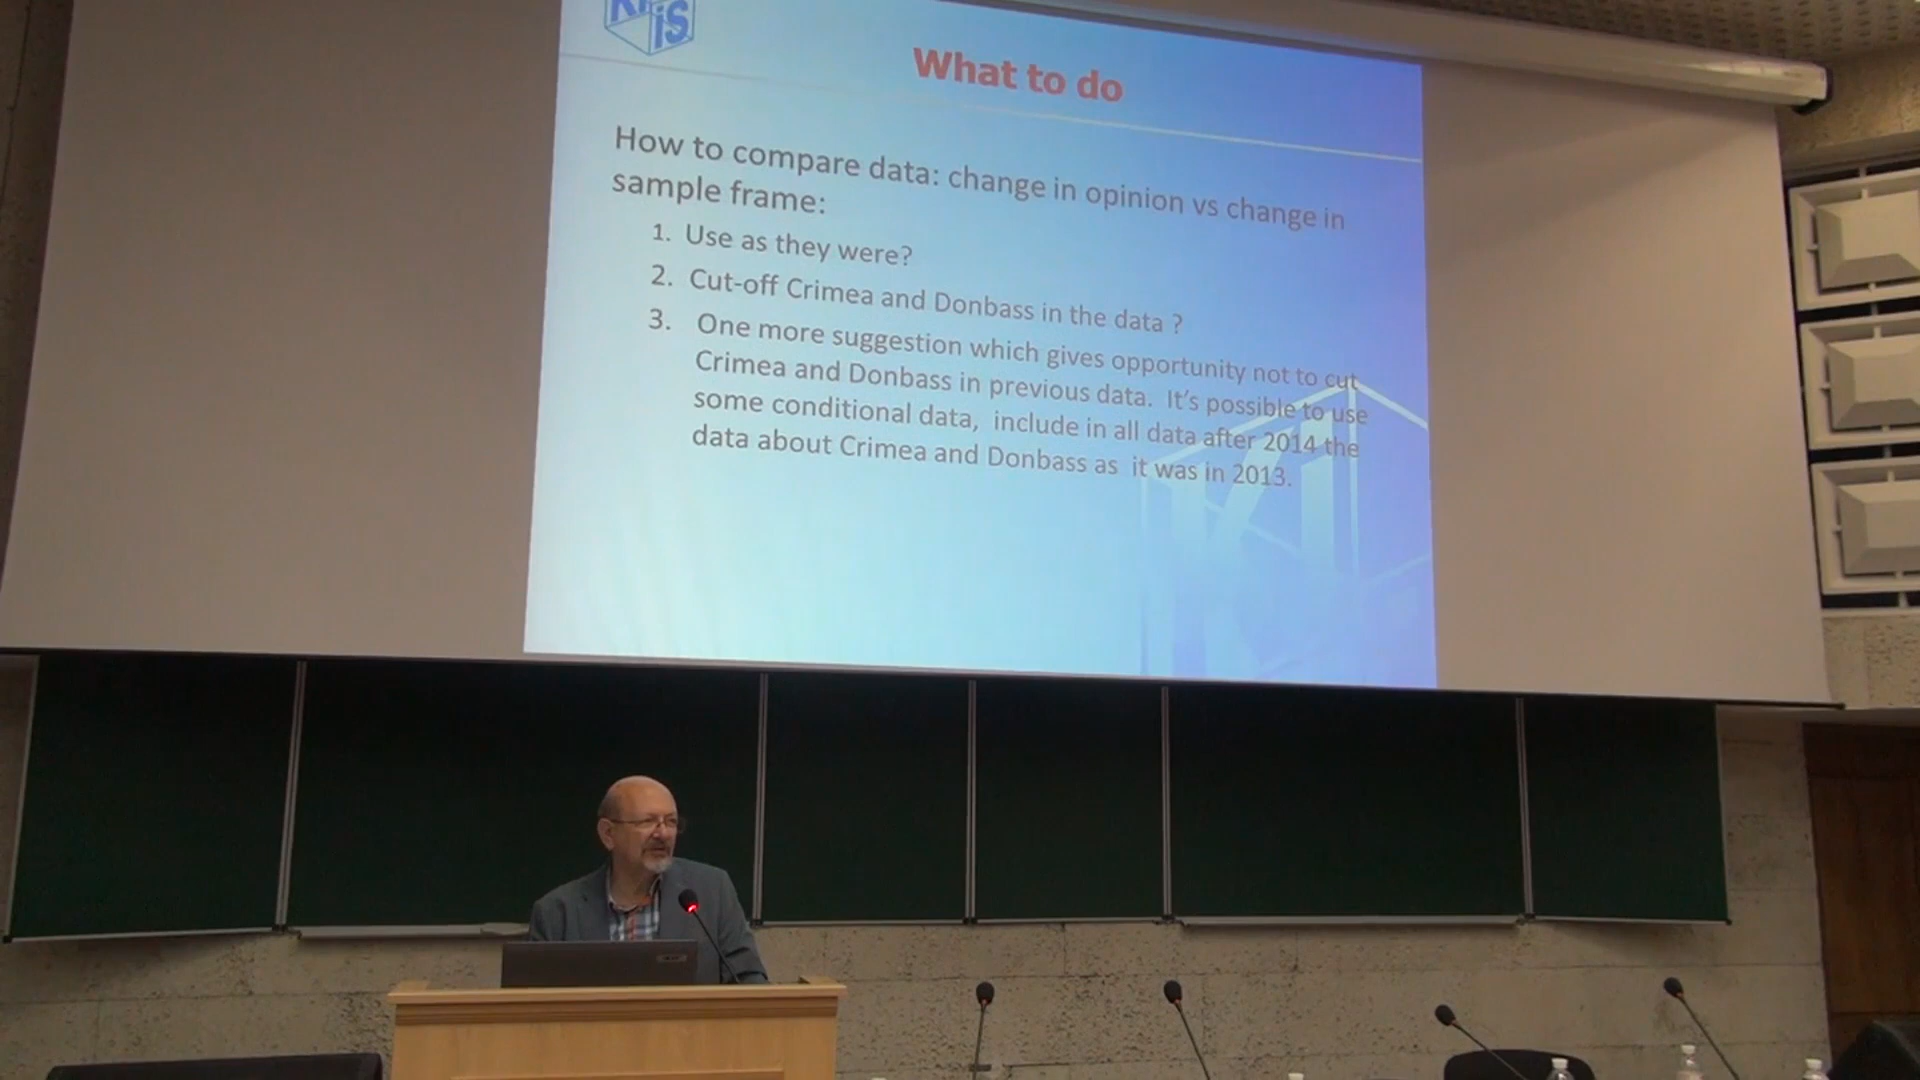 iS
What to do
How to compare data: change in opinion vs change in
sample frame:
1. Use as they were?
2. Cut-off Crimea and Donbass in the data ?
3. One more suggestion which gives opportunity not to cut
Crimea and Donbass in previous data. It's possible to use
some conditional data, include in all data after 2014 the
data about Crimea and Donbass as it was in 2013.